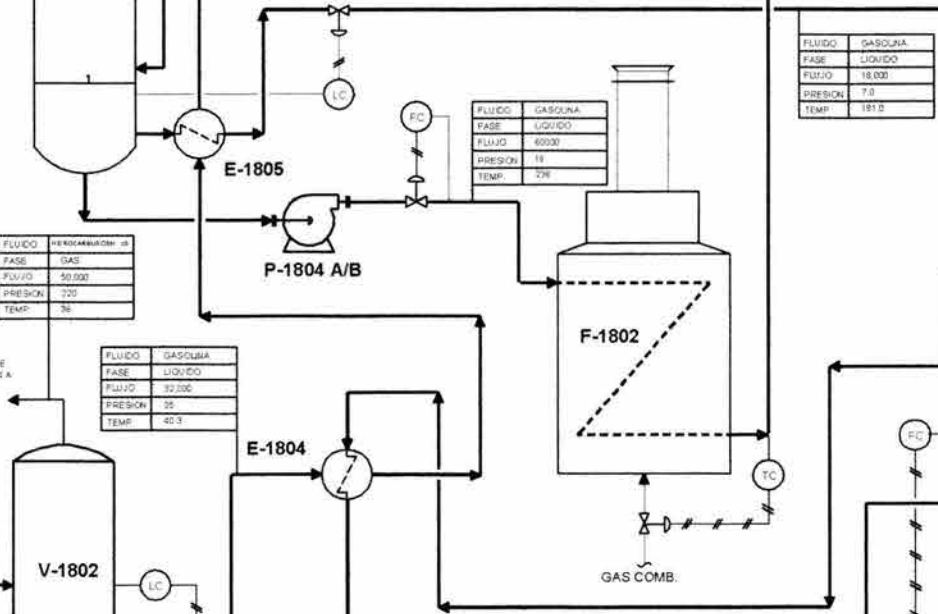 FLUIDO GASOLINA
FASE LIQUIDO
FLUJO 18,000
PRESION 7.0
TEMP 181.0
1
LC
FC
FLUIDO GASOLINA
FASE LIQUIDO
FLUJO 60000
PRESION 16
TEMP. 236
E-1805
P-1804 A/B
FLUIDO
FASE GAS
FLUJO 50,000
PRESION 220
TEMP 36
F-1802
FLUIDO GASOLINA
FASE LIQUIDO
FLUJO 32,000
PRESION 25
TEMP 40.3
E-1804
FC
TC
V-1802
LC
GAS COMB.